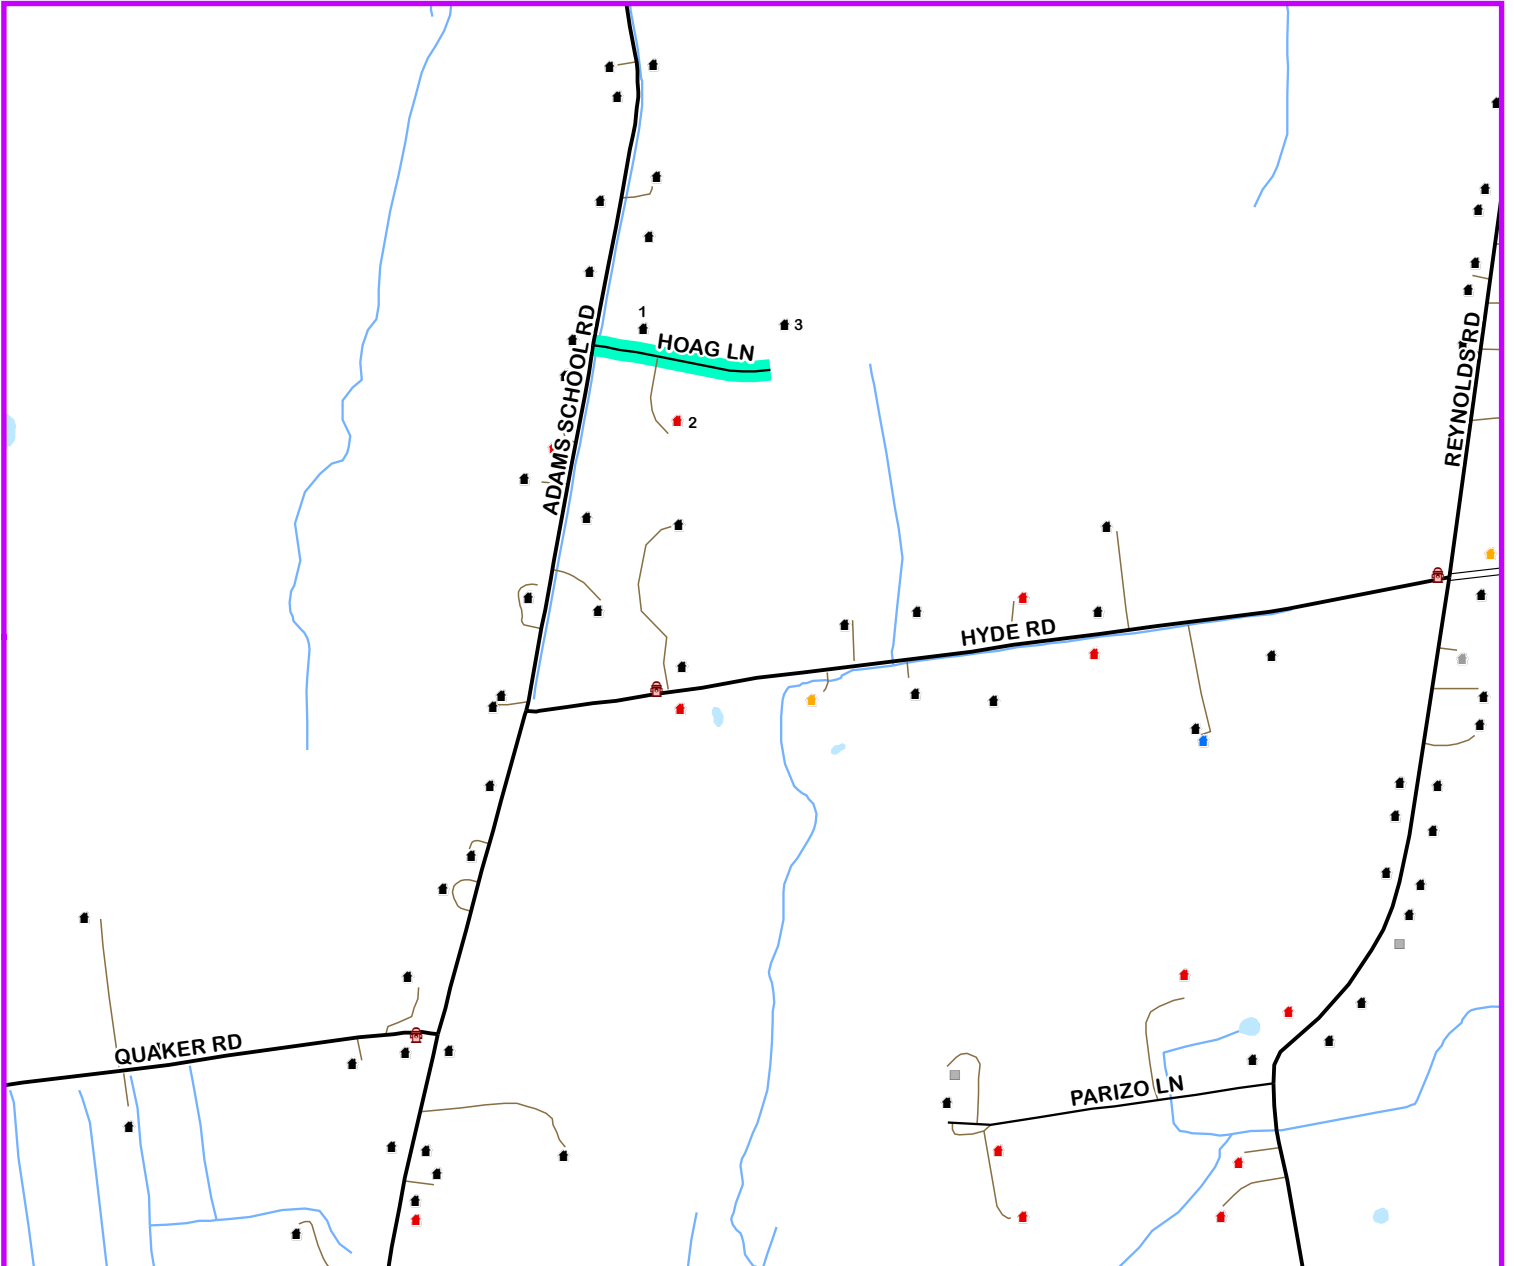 1
3
HOAG LN
ADAMS SCHOOL RD
2
REYNOLDS RD
HYDE RD
QUAKER RD
PARIZO LN